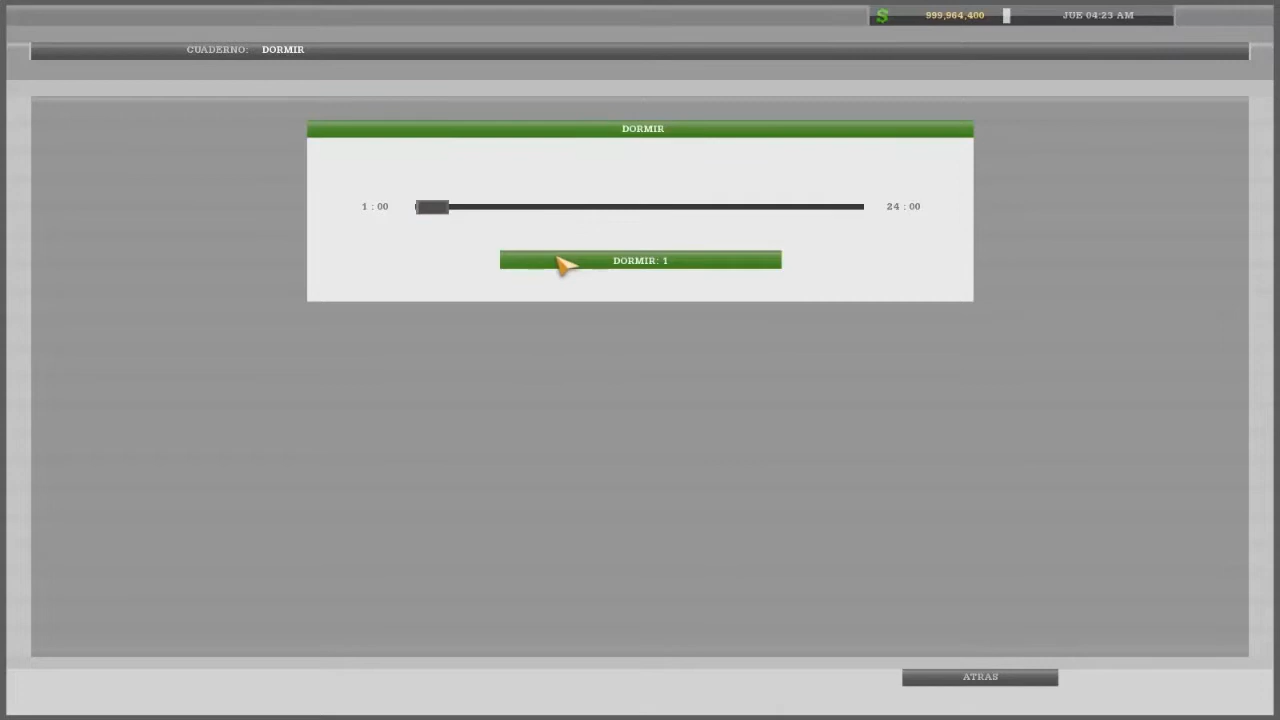 $ 999,964,400 JUE 04:23 AM
CUADERNO: DORMIR
DORMIR
1 : 00 24 : 00
DORMIR: 1
ATRAS